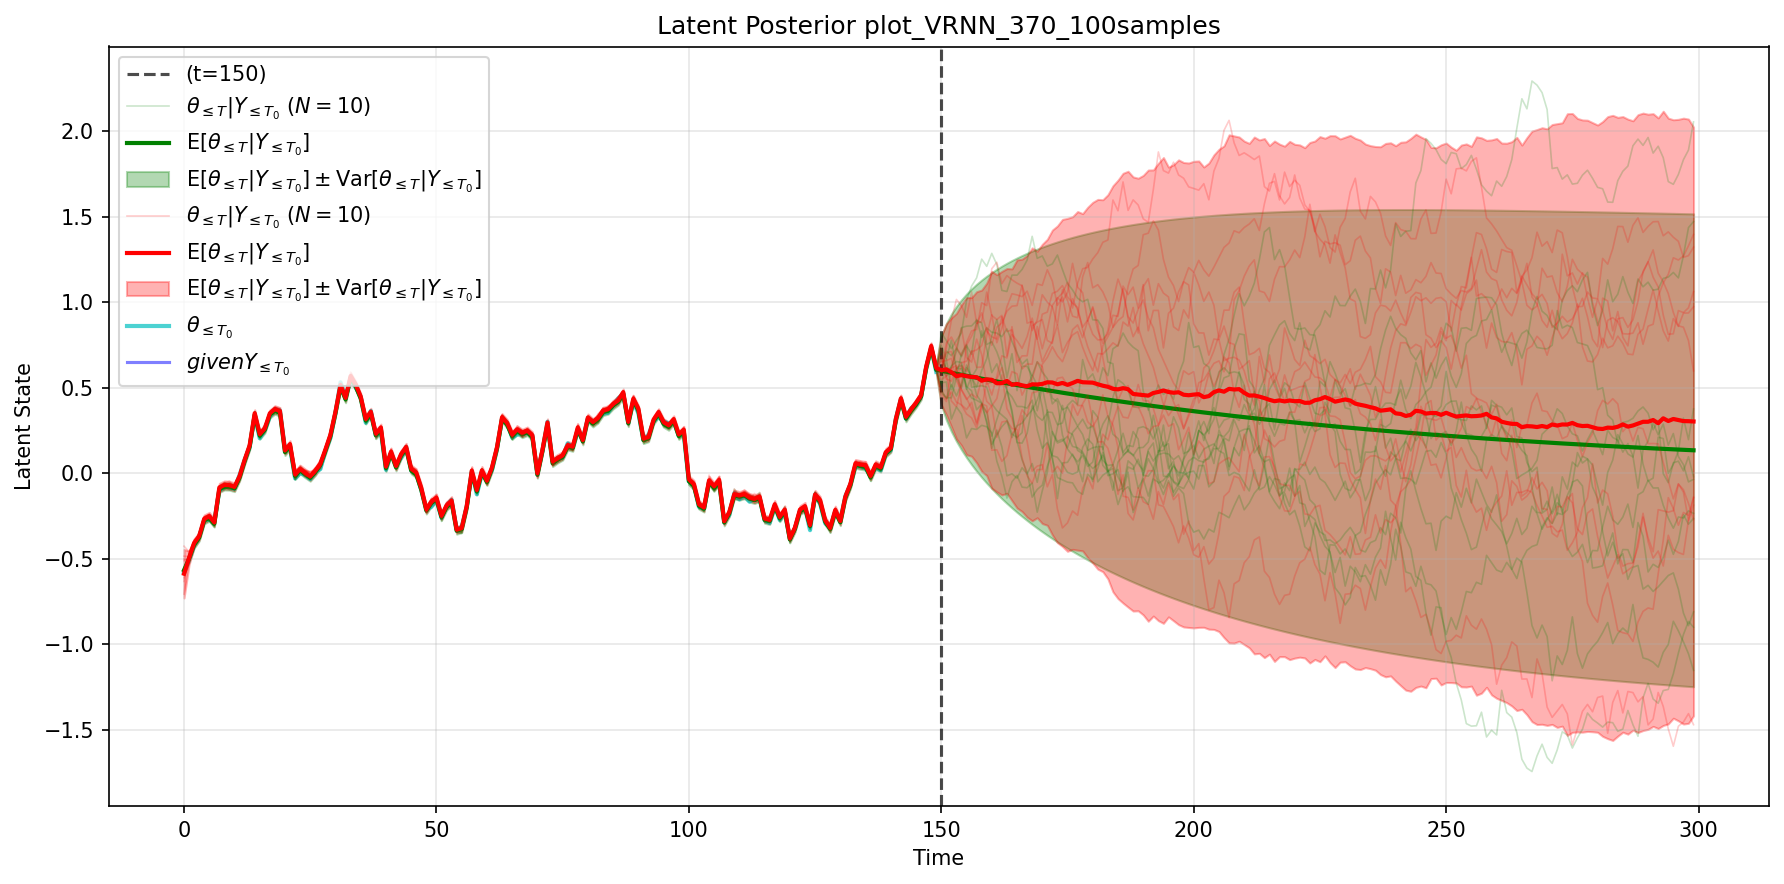 Latent Posterior plot_VRNN_370_100samples
(t=150)
θ≤T|Y≤T₀ (N = 10)
E[θ≤T|Y≤T₀]
E[θ≤T|Y≤T₀] ± Var[θ≤T|Y≤T₀]
θ≤T|Y≤T₀ (N = 10)
E[θ≤T|Y≤T₀]
E[θ≤T|Y≤T₀] ± Var[θ≤T|Y≤T₀]
θ≤T₀
givenY≤T₀
Latent State
2.0
1.5
1.0
0.5
0.0
−0.5
−1.0
−1.5
0 50 100 150 200 250 300
Time